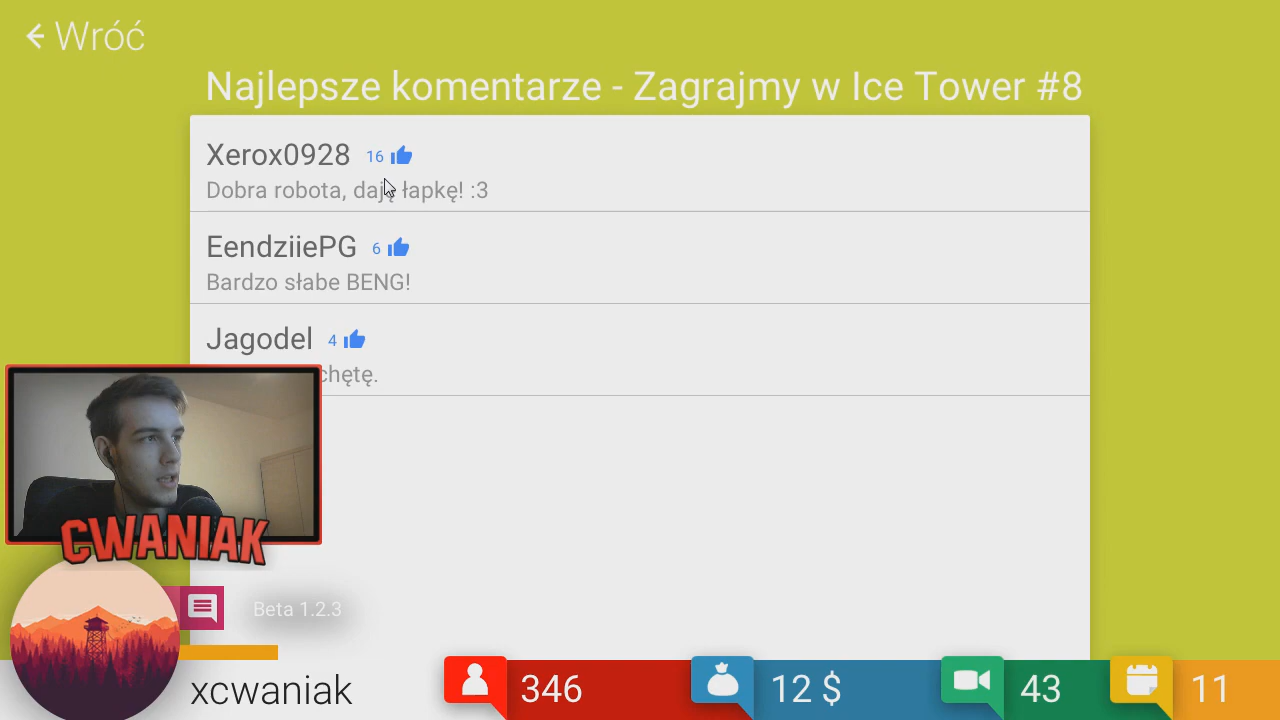 Wróć
Najlepsze komentarze - Zagrajmy w Ice Tower #8
Xerox0928 16
Dobra robota, daję łapkę! :3
EendziiePG 6
Bardzo słabe BENG!
Jagodel 4
chętę.
CWANIAK
Beta 1.2.3
xcwaniak
346
12 $
43
11